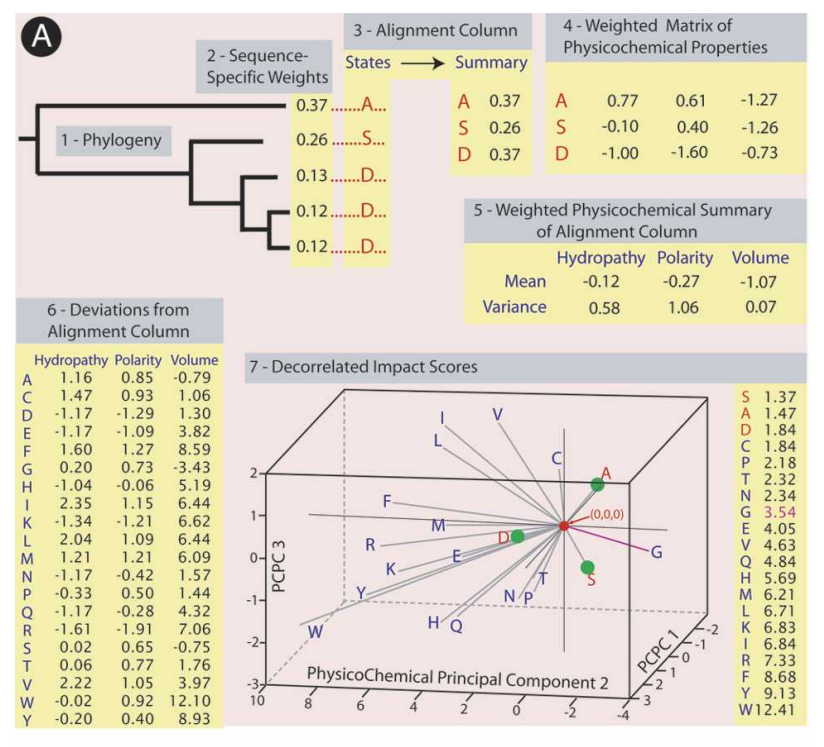 A
1 - Phylogeny
2 - Sequence-
Specific Weights
0.37.......A...
0.26.......S...
0.13.......D...
0.12.......D...
0.12.......D...
3 - Alignment Column
States Summary
A 0.37
S 0.26
D 0.37
4 - Weighted Matrix of
Physicochemical Properties
A 0.77 0.61 -1.27
S -0.10 0.40 -1.26
D -1.00 -1.60 -0.73
5 - Weighted Physicochemical Summary
of Alignment Column
Hydropathy Polarity Volume
Mean -0.12 -0.27 -1.07
Variance 0.58 1.06 0.07
6 - Deviations from
Alignment Column
Hydropathy Polarity Volume
A 1.16 0.85 -0.79
C 1.47 0.93 1.06
D -1.17 -1.29 1.30
E -1.17 -1.09 3.82
F 1.60 1.27 8.59
G 0.20 0.73 -3.43
H -1.04 -0.06 5.19
I 2.35 1.15 6.44
K -1.34 -1.21 6.62
L 2.04 1.09 6.44
M 1.21 1.21 6.09
N -1.17 -0.42 1.57
P -0.33 0.50 1.44
Q -1.17 -0.28 4.32
R -1.61 -1.91 7.06
S 0.02 0.65 -0.75
T 0.06 0.77 1.76
V 2.22 1.05 3.97
W -0.02 0.92 12.10
Y -0.20 0.40 8.93
7 - Decorrelated Impact Scores
I
V
L
C
A
F
M
(0,0,0)
R
D
E
G
K
T
S
Y
N
P
H
Q
W
2
1
0
-1
-2
-3
PCPC 3
10 8 6 4 2 0 -2 -4
PhysicoChemical Principal Component 2
3 2 1 0 -1 -2
PCPC 1
S 1.37
A 1.47
D 1.84
C 1.84
P 2.18
T 2.32
N 2.34
G 3.54
E 4.05
V 4.63
Q 4.84
H 5.69
M 6.21
L 6.71
K 6.83
I 6.84
R 7.33
F 8.68
Y 9.13
W12.41